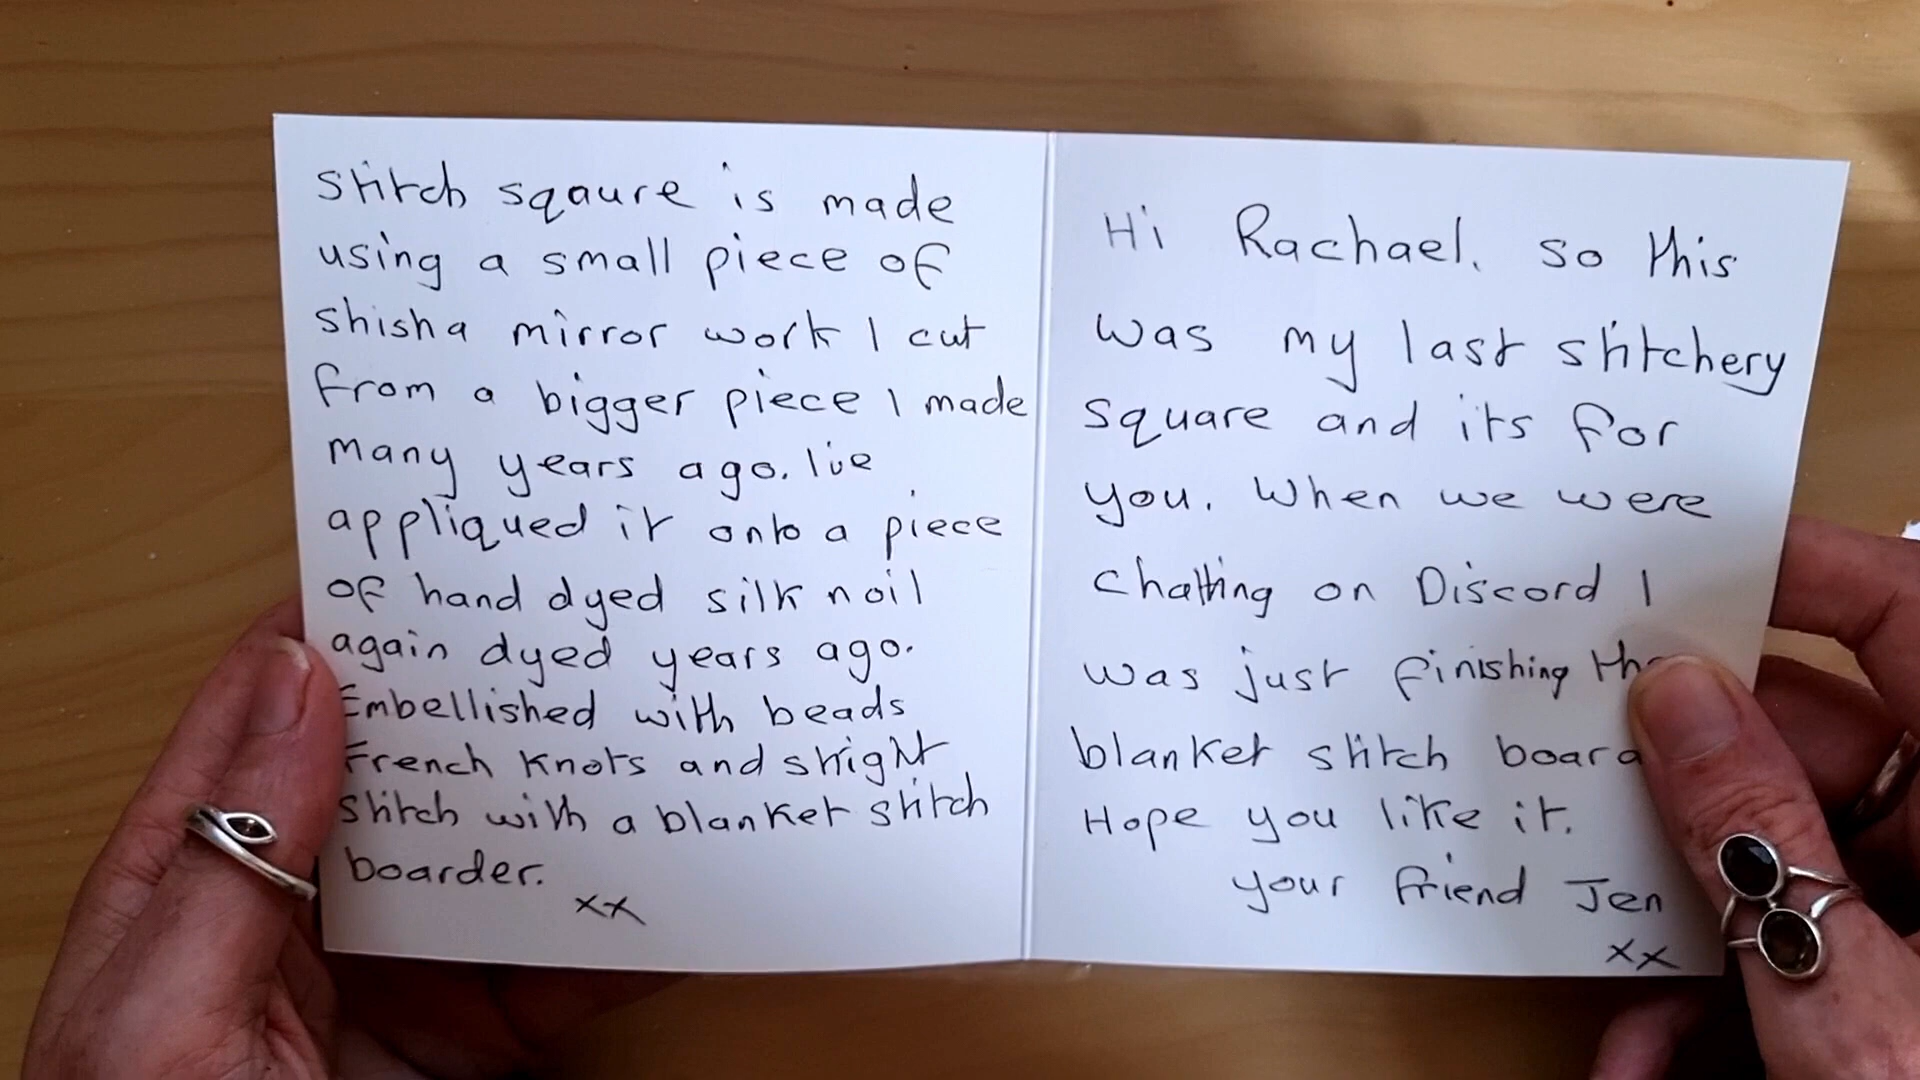 Stitch sqaure is made
using a small piece of
shisha mirror work I cut
from a bigger piece I made
many years ago. Ive
appliqued it onto a piece
of hand dyed silk noil
again dyed years ago.
Embellished with beads
French knots and stright
stitch with a blanket stitch
boarder.
xx
Hi Rachael, so this
was my last stitchery
square and its for
you. When we were
chatting on Discord I
was just finishing
blanket stitch
Hope you like it.
your friend Jen
xx